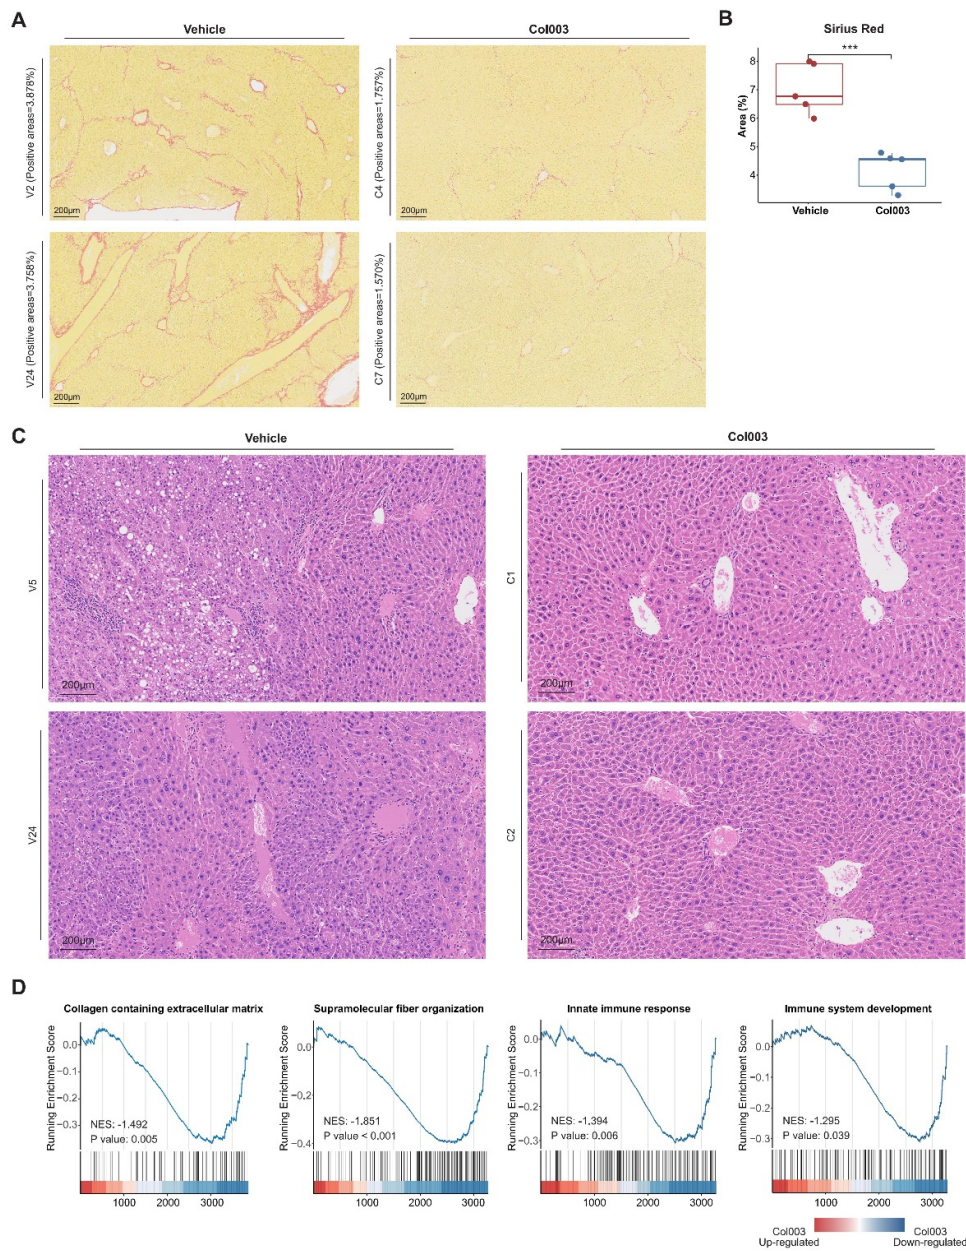 A
Vehicle
Col003
V2 (Positive areas=3.878%)
200μm
C4 (Positive areas=1.757%)
200μm
V24 (Positive areas=3.758%)
200μm
C7 (Positive areas=1.570%)
200μm
B
Sirius Red
***
Area (%)
8
7
6
5
4
Vehicle
Col003
C
Vehicle
Col003
V5
200μm
C1
200μm
V24
200μm
C2
200μm
D
Collagen containing extracellular matrix
Running Enrichment Score
0.0
−0.1
−0.2
−0.3
NES: -1.492
P value: 0.005
1000
2000
3000
Supramolecular fiber organization
Running Enrichment Score
0.0
−0.2
−0.4
NES: -1.851
P value < 0.001
1000
2000
3000
Innate immune response
Running Enrichment Score
0.0
−0.1
−0.2
−0.3
NES: -1,394
P value: 0.006
1000
2000
3000
Immune system development
Running Enrichment Score
0.0
−0.1
−0.2
−0.3
NES: -1.295
P value: 0.039
1000
2000
3000
Col003
Up-regulated
Col003
Down-regulated